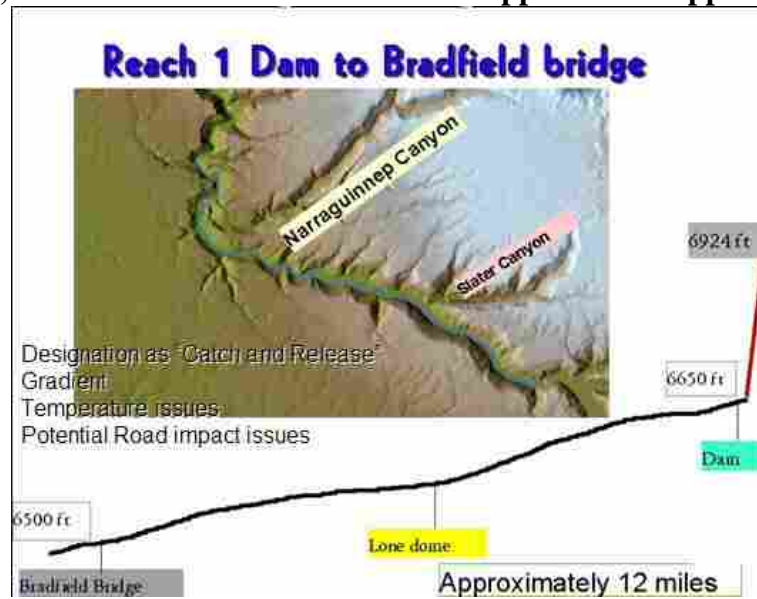 Reach 1 Dam to Bradfield bridge
Narraguinnep Canyon
Slater Canyon
6924 ft
Designation as "Catch and Release"
Gradient
Temperature issues
Potential Road impact issues
6650 ft
Dam
6500 ft
Lone dome
Bradfield Bridge
Approximately 12 miles